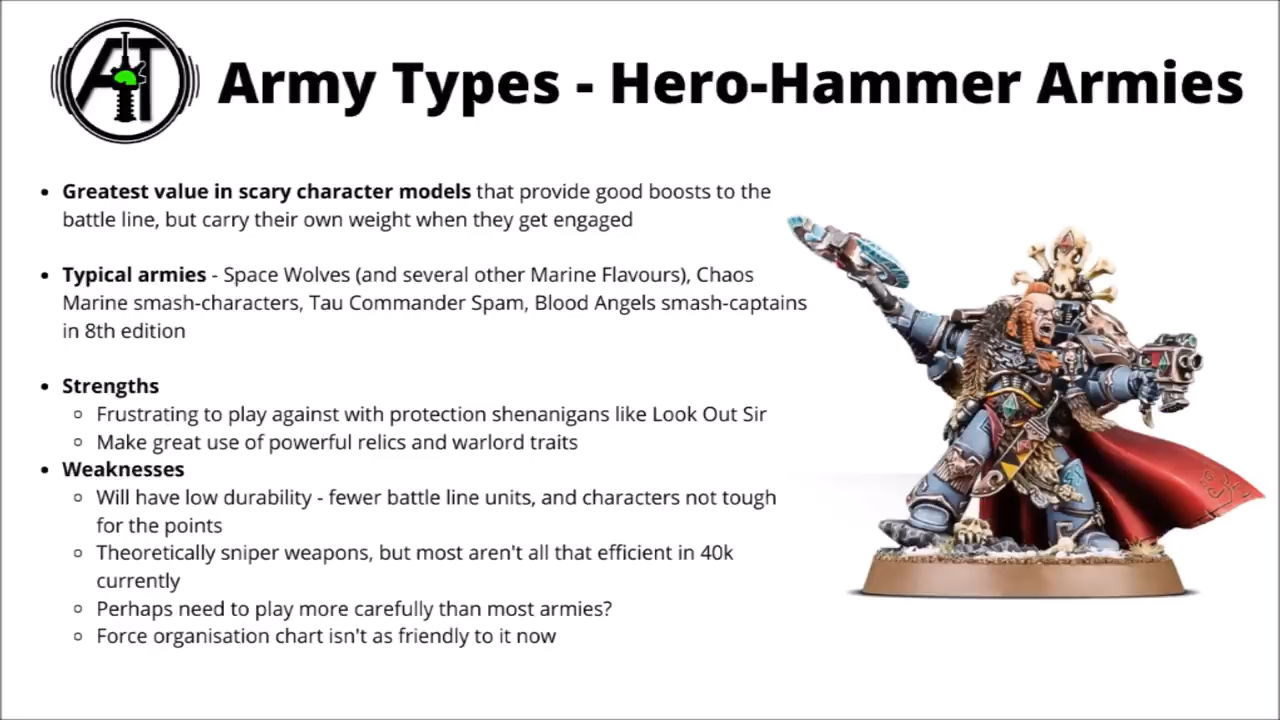 AT
Army Types - Hero-Hammer Armies
• Greatest value in scary character models that provide good boosts to the
battle line, but carry their own weight when they get engaged
• Typical armies - Space Wolves (and several other Marine Flavours), Chaos
Marine smash-characters, Tau Commander Spam, Blood Angels smash-captains
in 8th edition
• Strengths
○ Frustrating to play against with protection shenanigans like Look Out Sir
○ Make great use of powerful relics and warlord traits
• Weaknesses
○ Will have low durability - fewer battle line units, and characters not tough
for the points
○ Theoretically sniper weapons, but most aren't all that efficient in 40k
currently
○ Perhaps need to play more carefully than most armies?
○ Force organisation chart isn't as friendly to it now